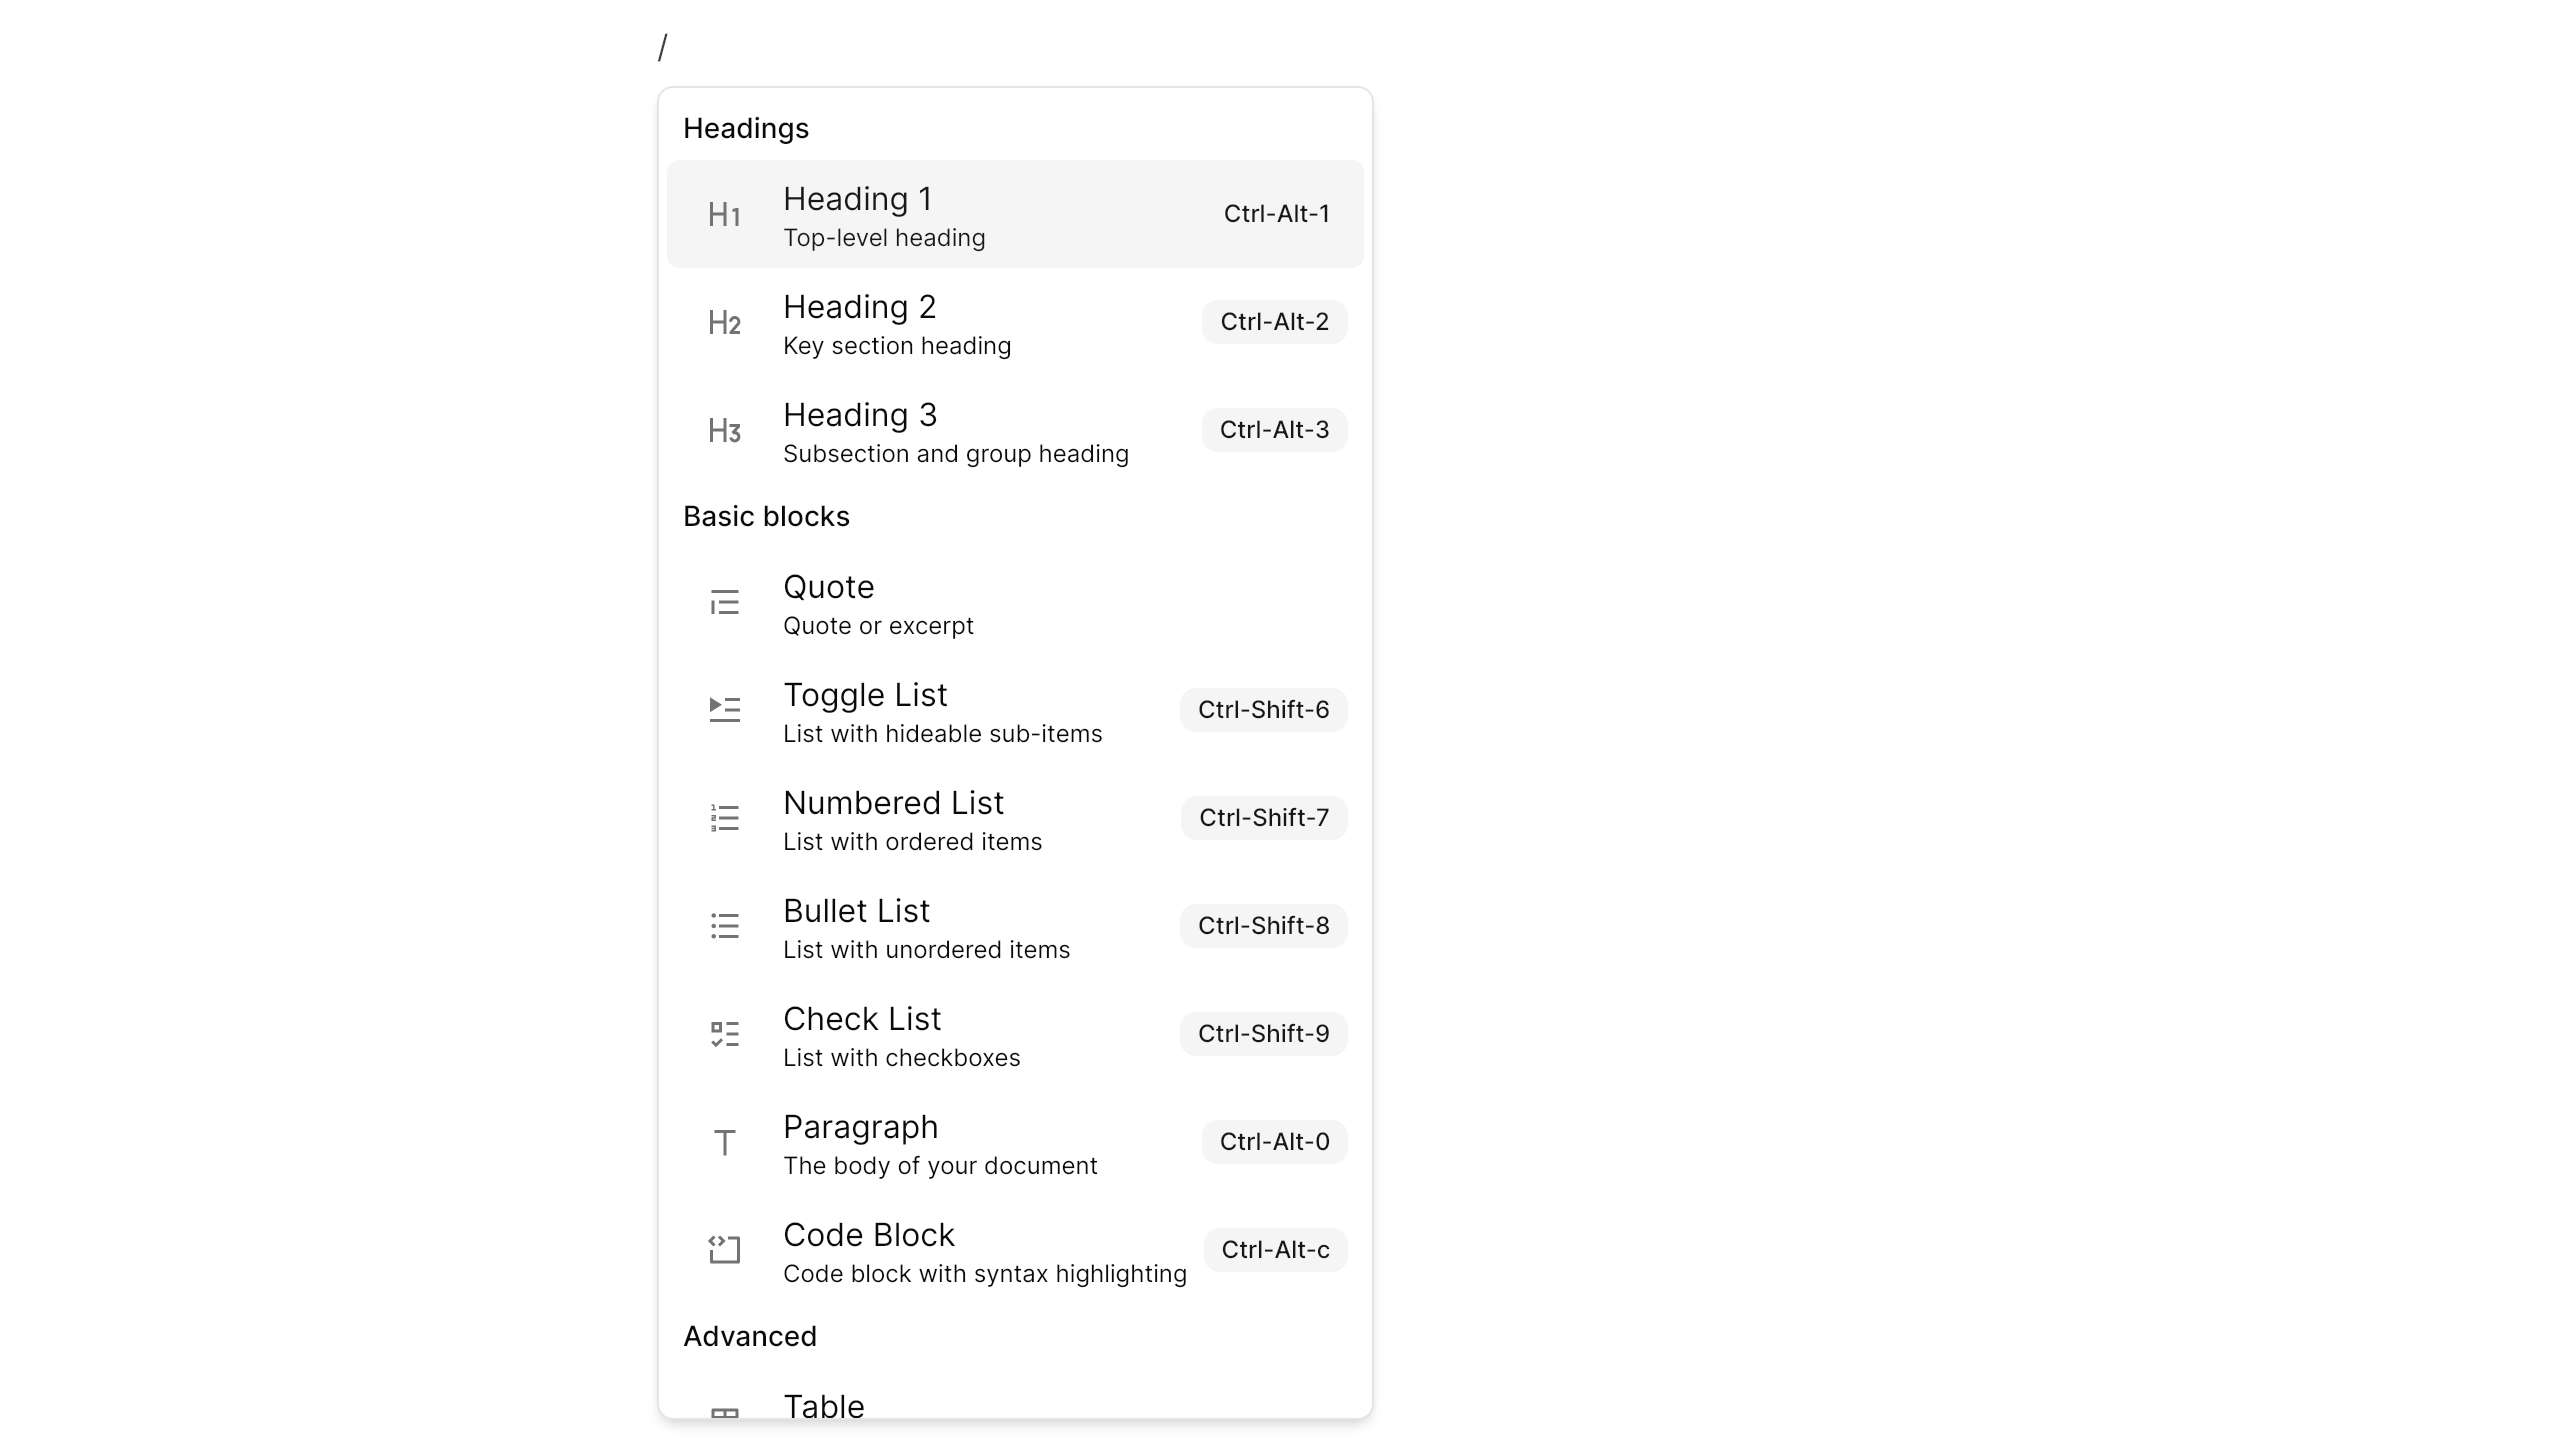 /
Headings
H1 Heading 1 Ctrl-Alt-1
Top-level heading
H2 Heading 2 Ctrl-Alt-2
Key section heading
H3 Heading 3 Ctrl-Alt-3
Subsection and group heading
Basic blocks
Quote
Quote or excerpt
Toggle List Ctrl-Shift-6
List with hideable sub-items
Numbered List Ctrl-Shift-7
List with ordered items
Bullet List Ctrl-Shift-8
List with unordered items
Check List Ctrl-Shift-9
List with checkboxes
T Paragraph Ctrl-Alt-0
The body of your document
Code Block Ctrl-Alt-c
Code block with syntax highlighting
Advanced
Table